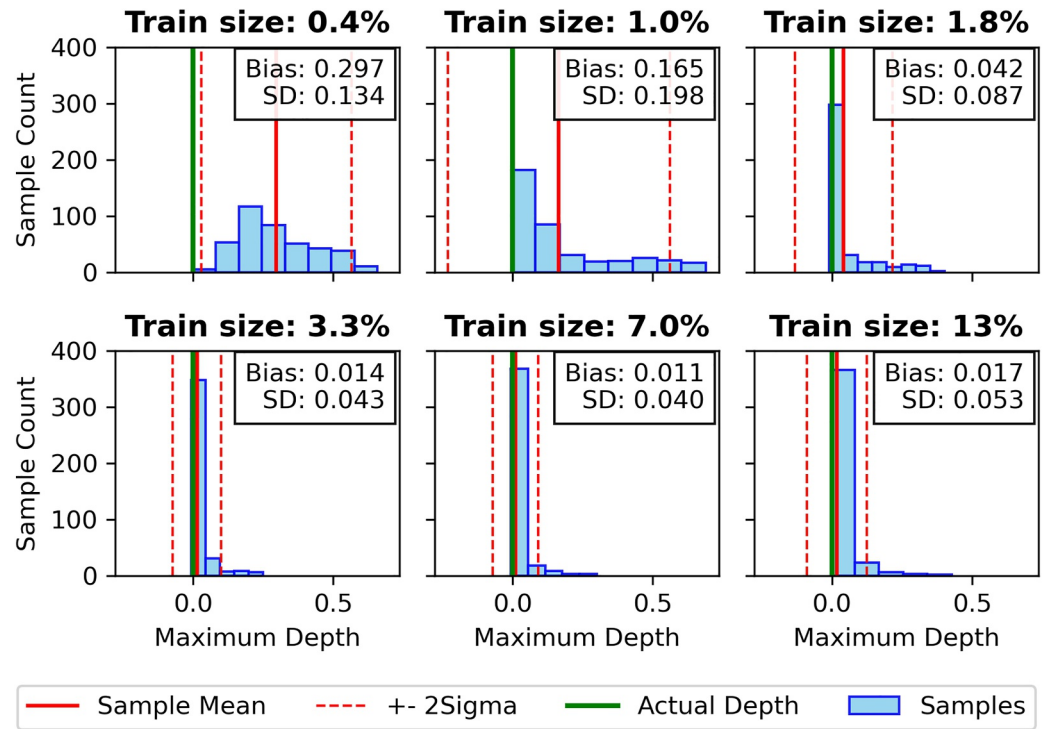 Train size: 0.4%
Train size: 1.0%
Train size: 1.8%
400
300
200
100
0
Sample Count
Bias: 0.297
SD: 0.134
Bias: 0.165
SD: 0.198
Bias: 0.042
SD: 0.087
Train size: 3.3%
Train size: 7.0%
Train size: 13%
400
300
200
100
0
Sample Count
Bias: 0.014
SD: 0.043
Bias: 0.011
SD: 0.040
Bias: 0.017
SD: 0.053
0.0 0.5
0.0 0.5
0.0 0.5
Maximum Depth
Maximum Depth
Maximum Depth
Sample Mean
+- 2Sigma
Actual Depth
Samples